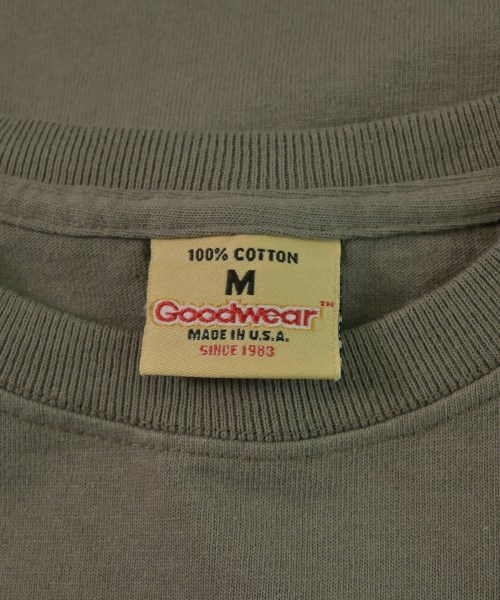 100% COTTON
M
Goodwear™
MADE IN U.S.A.
SINCE 1983